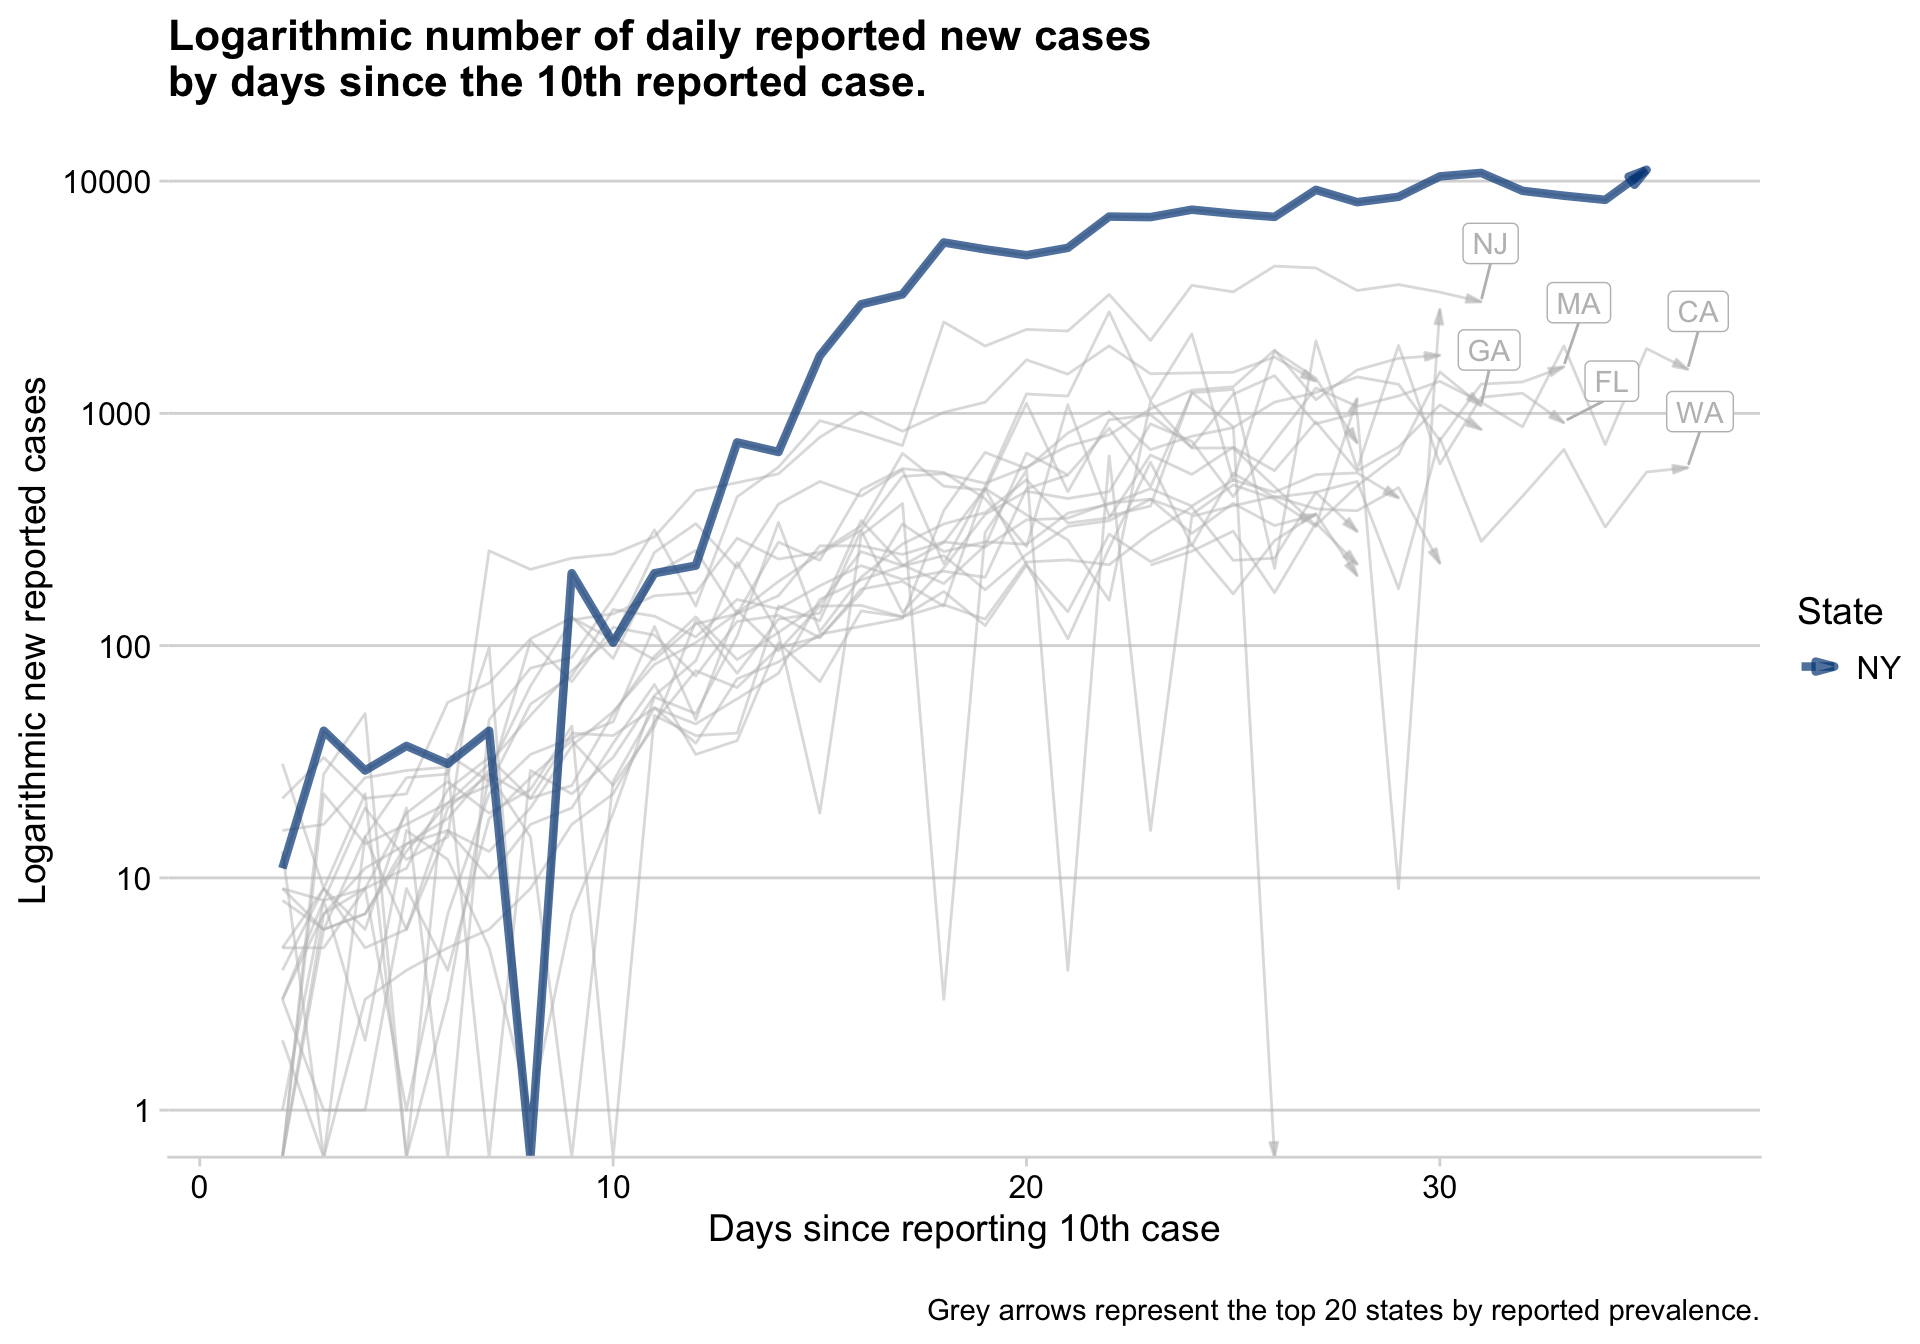 Logarithmic number of daily reported new cases
by days since the 10th reported case.
Logarithmic new reported cases
10000
1000
100
10
1
NJ
MA
CA
GA
FL
WA
State
NY
0
10
20
30
Days since reporting 10th case
Grey arrows represent the top 20 states by reported prevalence.